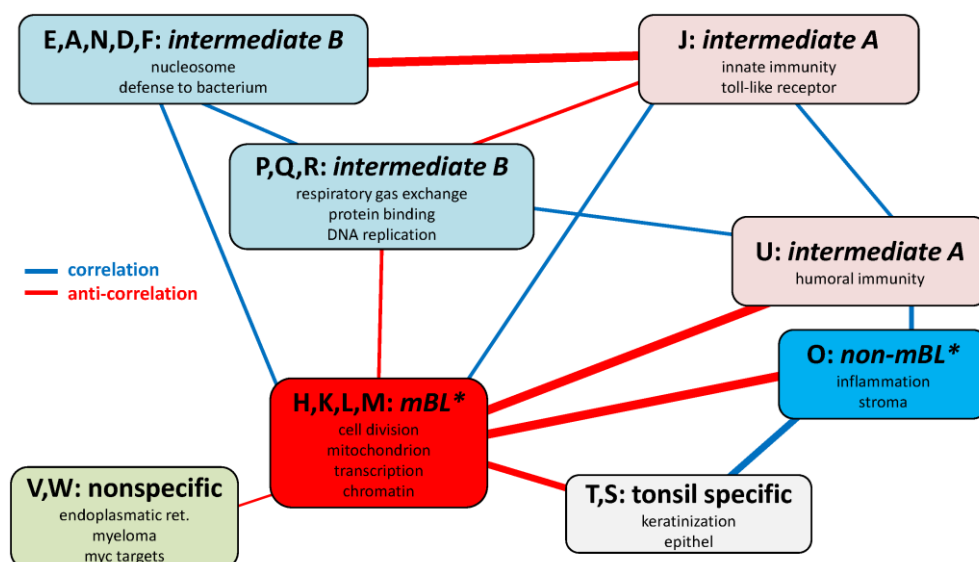 E,A,N,D,F: intermediate B
nucleosome
defense to bacterium
J: intermediate A
innate immunity
toll-like receptor
P,Q,R: intermediate B
respiratory gas exchange
protein binding
DNA replication
U: intermediate A
humoral immunity
correlation
anti-correlation
O: non-mBL*
inflammation
stroma
H,K,L,M: mBL*
cell division
mitochondrion
transcription
chromatin
V,W: nonspecific
endoplasmatic ret.
myeloma
myc targets
T,S: tonsil specific
keratinization
epithel